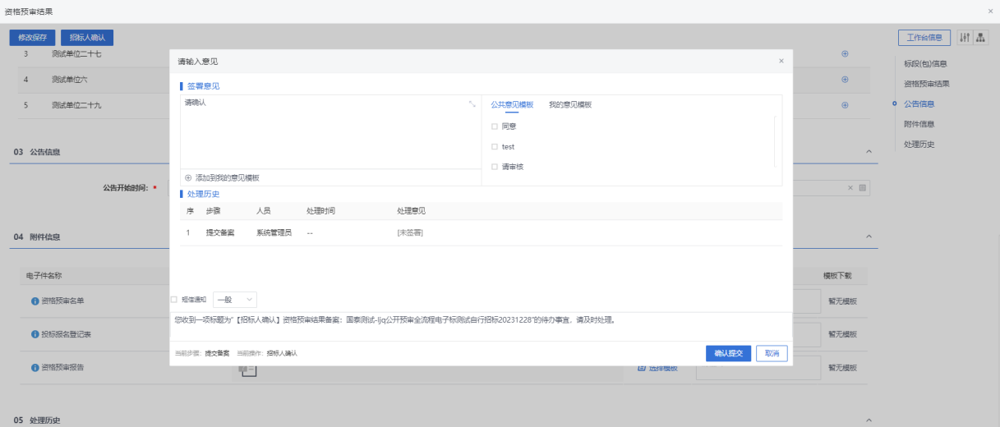 资格预审结果
修改保存 招标人确认 工作台信息
3 测试单位二十七
4 测试单位六
5 测试单位二十九
标段(包)信息
资格预审结果
公告信息
附件信息
处理历史
03 公告信息
公告开始时间: *
04 附件信息
电子件名称 模板下载
资格预审名单 暂无模板
投标报名登记表 暂无模板
资格预审报告 选择模板 暂无模板
05 处理历史
请输入意见
签署意见
请确认
公共意见模板 我的意见模板
同意
test
请审核
添加到我的意见模板
处理历史
序 步骤 人员 处理时间 处理意见
1 提交备案 系统管理员 -- [未签署]
短信通知 一般
您收到一项标题为“【招标人确认】资格预审结果备案：国泰测试-ljq公开预审全流程电子标测试自行招标20231228”的待办事宜，请及时处理。
当前步骤: 提交备案 当前操作: 招标人确认
确认提交 取消